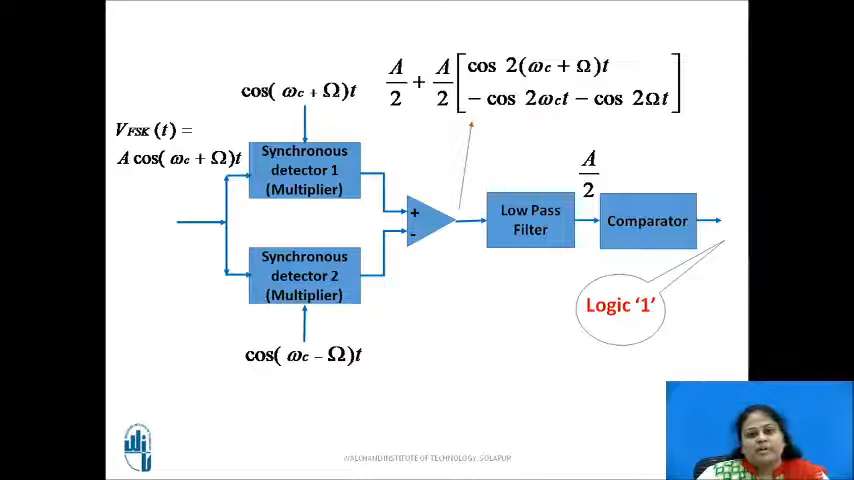 cos( ωc + Ω)t
A/2 + A/2 [cos 2(ωc + Ω)t
− cos 2ωct − cos 2Ωt]
VFSK (t) =
A cos( ωc + Ω)t
Synchronous
detector 1
(Multiplier)
+
-
Low Pass
Filter
A/2
Comparator
Synchronous
detector 2
(Multiplier)
Logic ‘1’
cos( ωc − Ω)t
WALCHAND INSTITUTE OF TECHNOLOGY, SOLAPUR